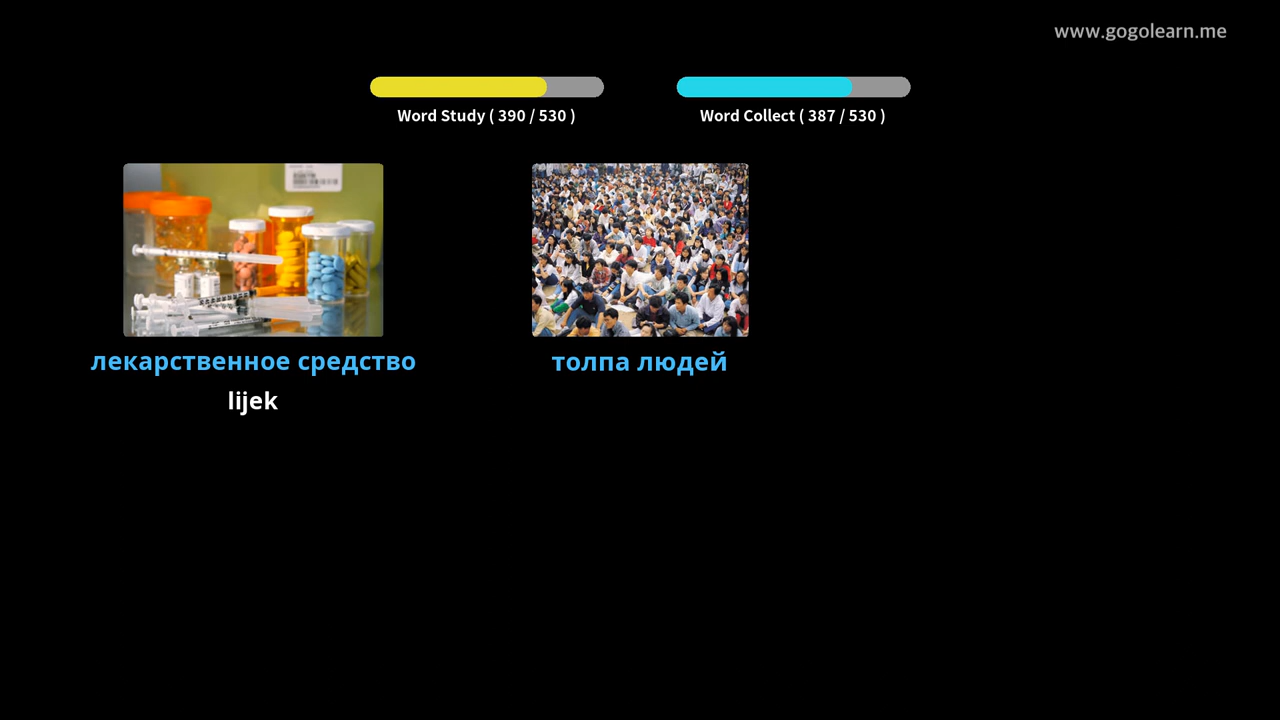 www.gogolearn.me
Word Study ( 390 / 530 )
Word Collect ( 387 / 530 )
лекарственное средство
lijek
толпа людей